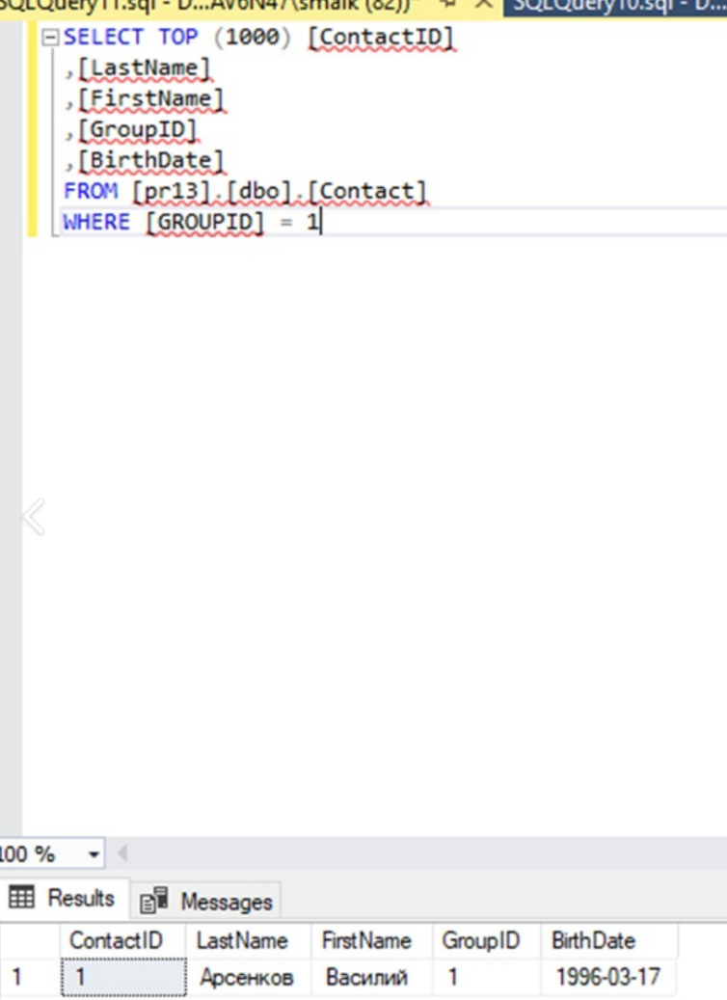 SQLQuery11.sql - D...AV6N47\smalk (82))* SQLQuery10.sql - D...
SELECT TOP (1000) [ContactID]
,[LastName]
,[FirstName]
,[GroupID]
,[BirthDate]
FROM [pr13].[dbo].[Contact]
WHERE [GROUPID] = 1
100 %
Results Messages
ContactID LastName FirstName GroupID BirthDate
1 1 Арсенков Василий 1 1996-03-17